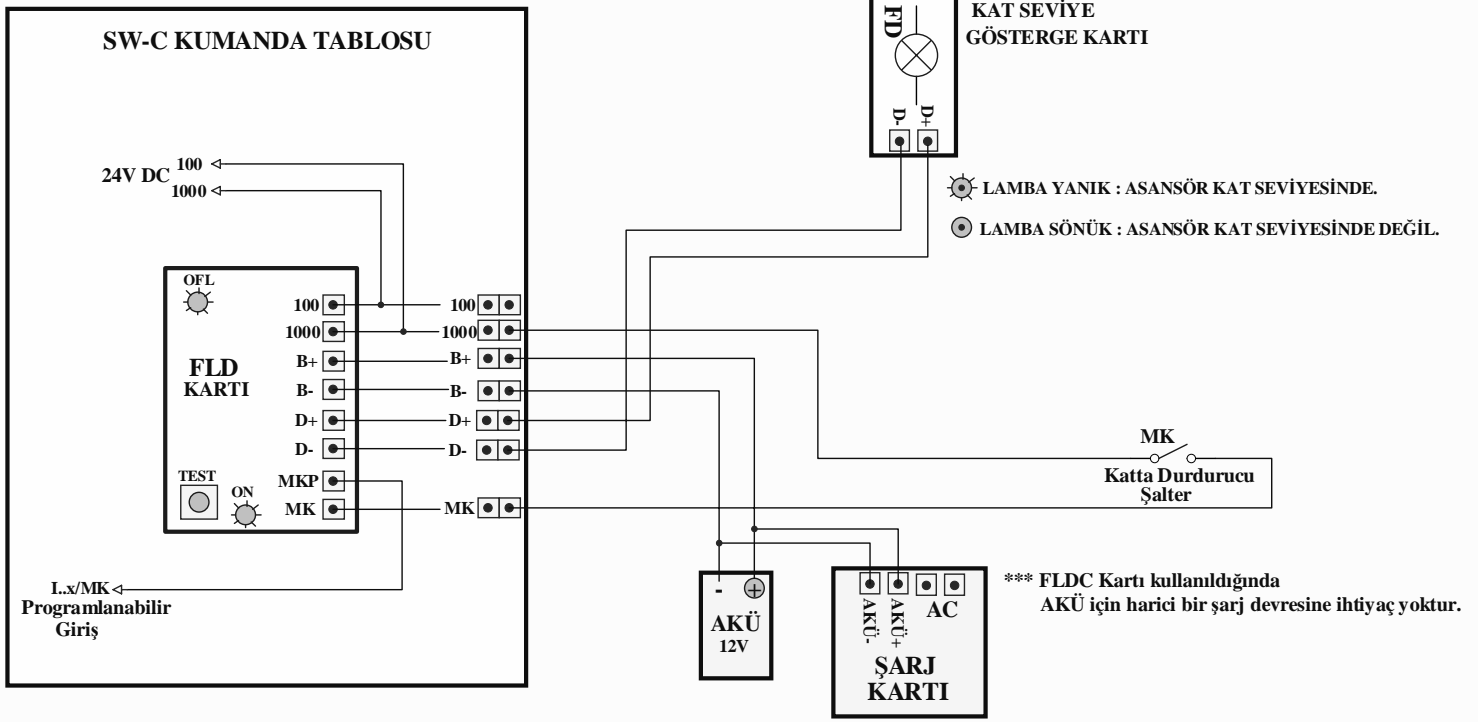 SW-C KUMANDA TABLOSU
FD
KAT SEVİYE
GÖSTERGE KARTI
D-
D+
24V DC
100
1000
LAMBA YANIK : ASANSÖR KAT SEVİYESİNDE.
LAMBA SÖNÜK : ASANSÖR KAT SEVİYESİNDE DEĞİL.
OFL
FLD
KARTI
TEST
ON
100
1000
B+
B-
D+
D-
MKP
MK
100
1000
B+
B-
D+
D-
MK
MK
Katta Durdurucu
Şalter
I..x/MK
Programlanabilir
Giriş
- +
AKÜ
12V
AKÜ-
AKÜ+
AC
ŞARJ
KARTI
*** FLDC Kartı kullanıldığında
AKÜ için harici bir şarj devresine ihtiyaç yoktur.